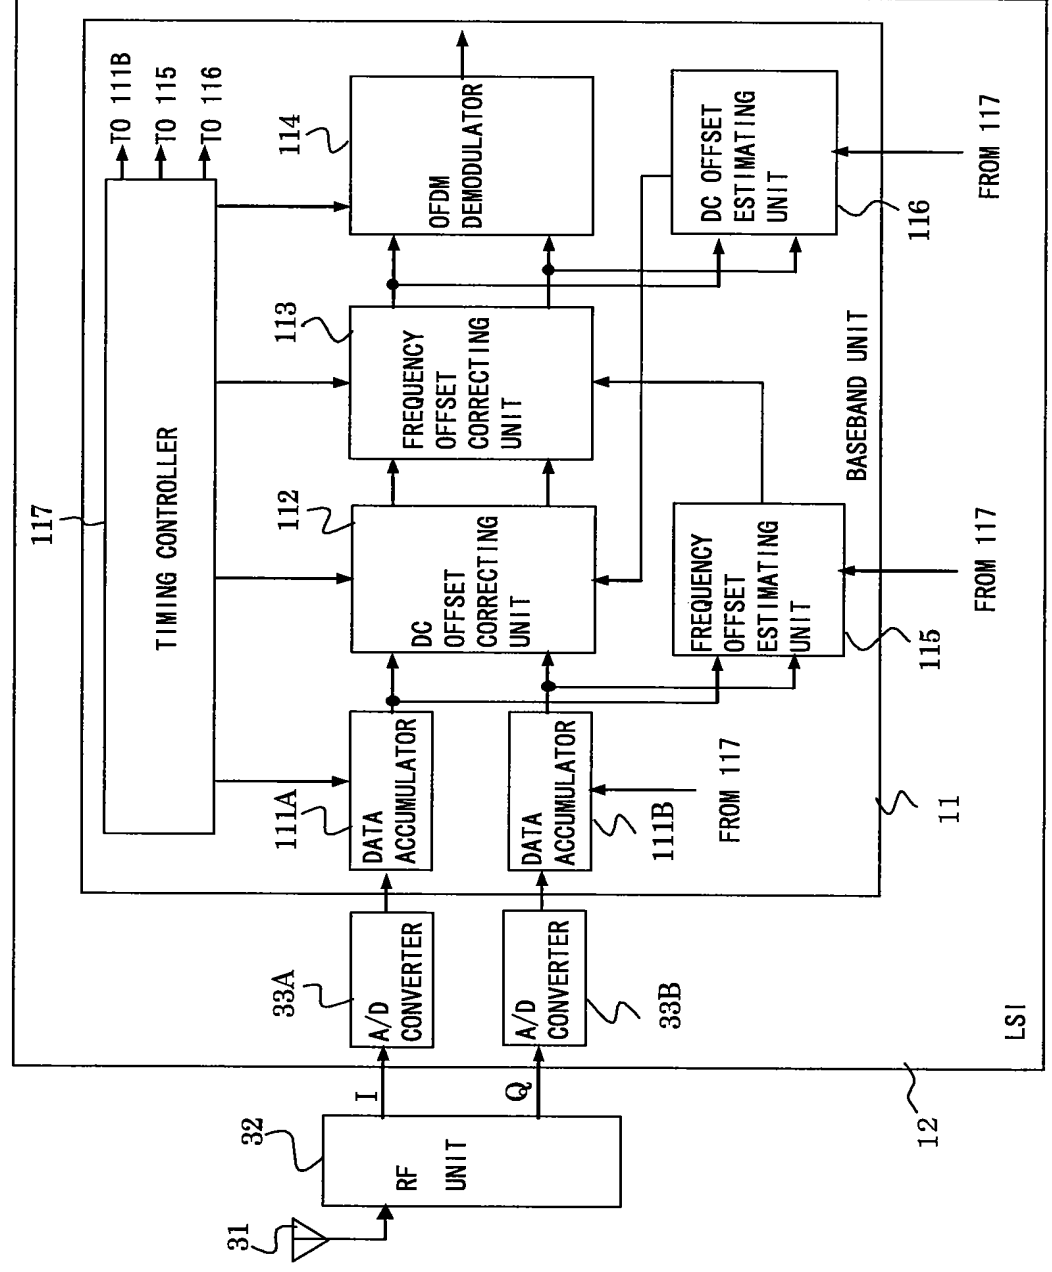 31
32
RF
UNIT
I
Q
33A
A/D
CONVERTER
33B
A/D
CONVERTER
12
LSI
11
BASEBAND UNIT
117
TIMING CONTROLLER
TO 111B
TO 115
TO 116
111A
DATA
ACCUMULATOR
111B
DATA
ACCUMULATOR
FROM 117
112
DC
OFFSET
CORRECTING
UNIT
113
FREQUENCY
OFFSET
CORRECTING
UNIT
114
OFDM
DEMODULATOR
115
FREQUENCY
OFFSET
ESTIMATING
UNIT
FROM 117
116
DC OFFSET
ESTIMATING
UNIT
FROM 117